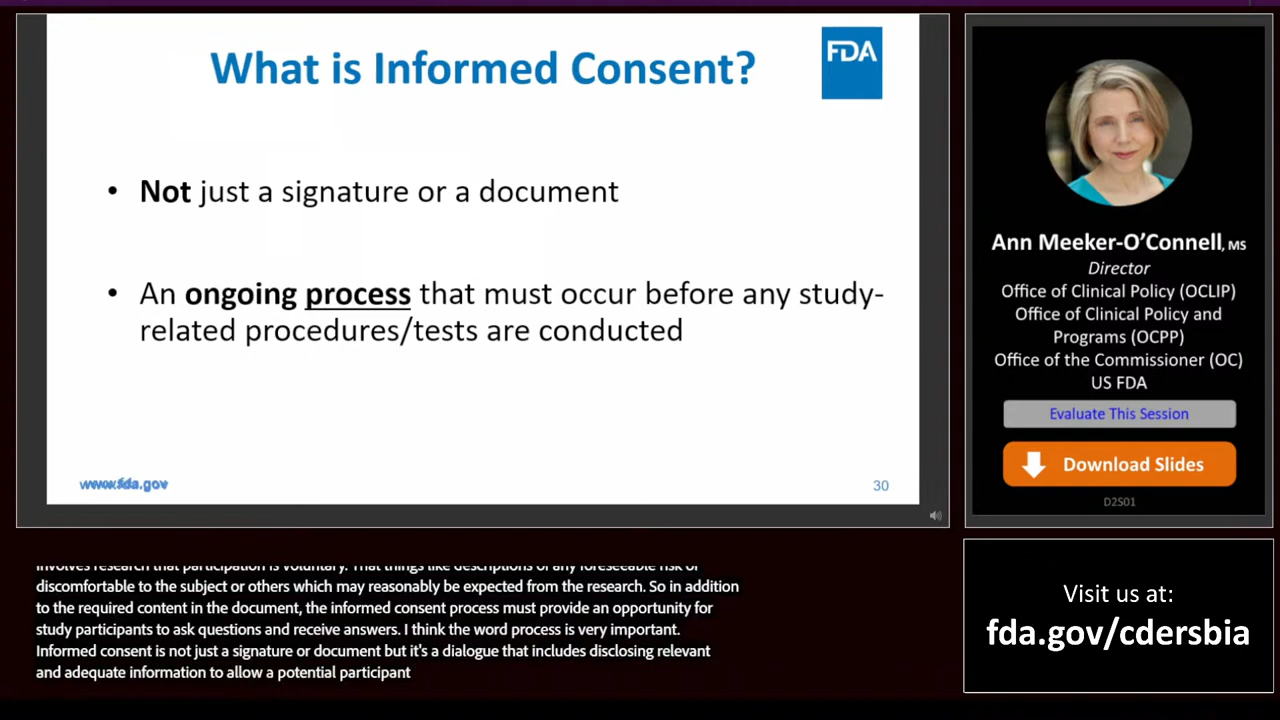 What is Informed Consent?
FDA
• Not just a signature or a document
• An ongoing process that must occur before any study-
related procedures/tests are conducted
www.fda.gov
30
Ann Meeker-O’Connell, MS
Director
Office of Clinical Policy (OCLIP)
Office of Clinical Policy and
Programs (OCPP)
Office of the Commissioner (OC)
US FDA
Evaluate This Session
Download Slides
D2S01
involves research that participation is voluntary. That things like descriptions of any foreseeable risk or
discomfortable to the subject or others which may reasonably be expected from the research. So in addition
to the required content in the document, the informed consent process must provide an opportunity for
study participants to ask questions and receive answers. I think the word process is very important.
Informed consent is not just a signature or document but it's a dialogue that includes disclosing relevant
and adequate information to allow a potential participant
Visit us at:
fda.gov/cdersbia